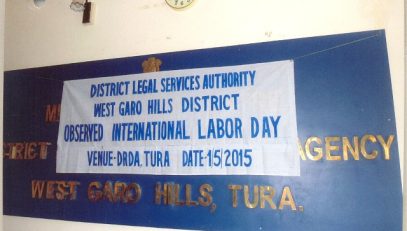 DISTRICT LEGAL SERVICES AUTHORITY
WEST GARO HILLS DISTRICT
OBSERVED INTERNATIONAL LABOR DAY
VENUE-DRDA, TURA DATE-1/5/2015
TRICT AGENCY
WEST GARO HILLS, TURA.